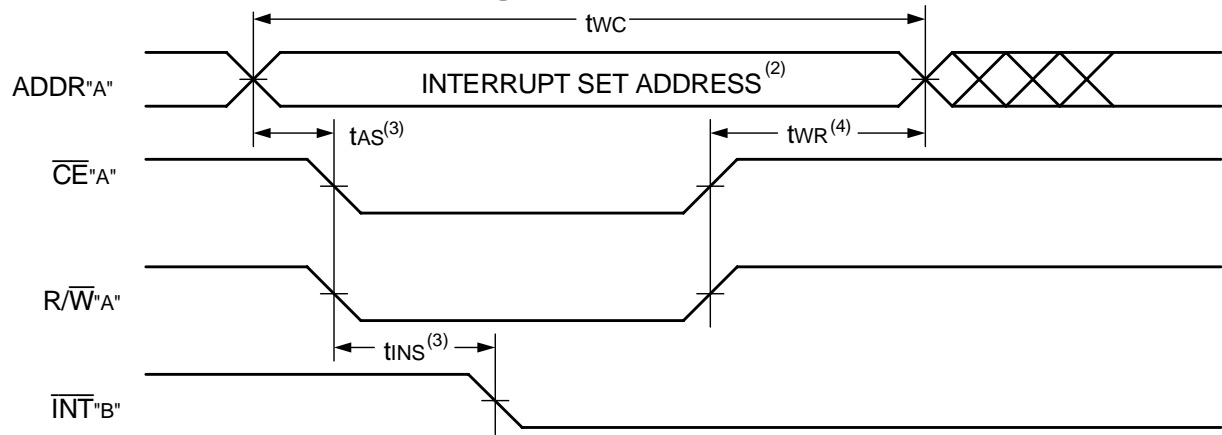 tWC
ADDR"A"
INTERRUPT SET ADDRESS(2)
tAS(3)
tWR(4)
CE"A"
R/W"A"
tINS(3)
INT"B"